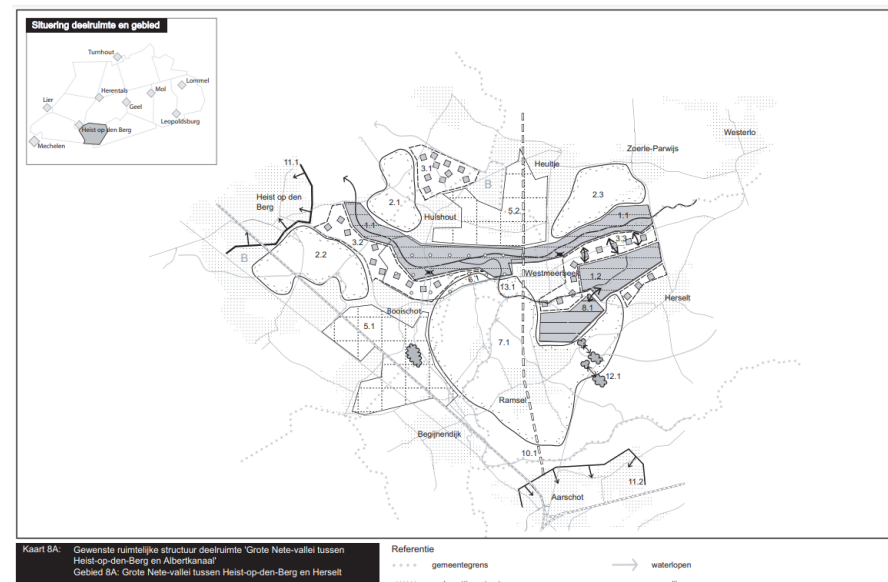 Situering deelruimte en gebied
Turnhout
Lommel
Herentals
Mol
Lier
Geel
Heist op den Berg
Leopoldsburg
Mechelen
Westerlo
Zoerle-Parwijs
11.1
Heultje
3.1
B
Heist op den
Berg
2.1
2.3
5.2
Hulshout
1.1
1.1
3.2
3.3
B
2.2
Westmeerbeek
1.2
6.1
13.1
Herselt
Booischot
8.1
5.1
7.1
12.1
Ramsel
Begijnendijk
10.1
11.2
Aarschot
Kaart 8A: Gewenste ruimtelijke structuur deelruimte 'Grote Nete-vallei tussen
Heist-op-den-Berg en Albertkanaal'
Gebied 8A: Grote Nete-vallei tussen Heist-op-den-Berg en Herselt
Referentie
gemeentegrens
waterlopen